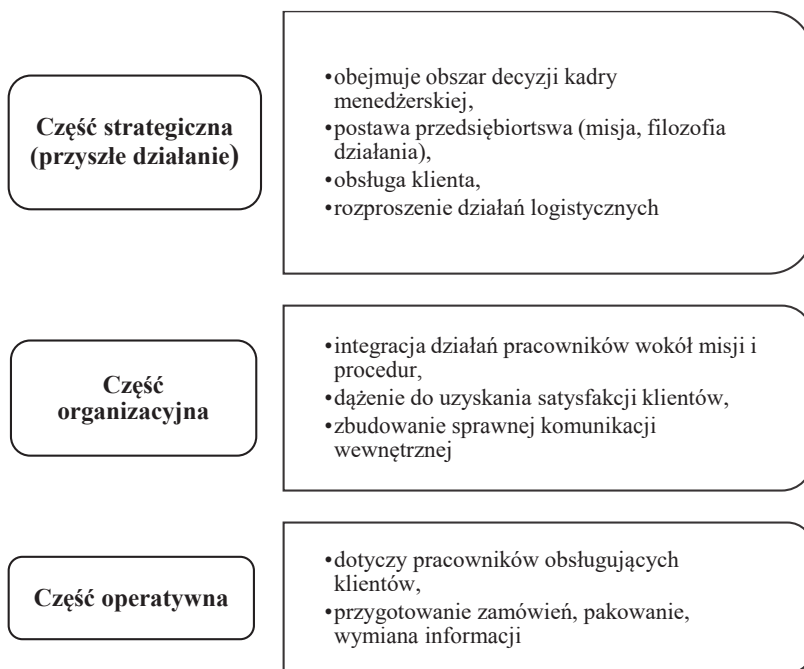 Część strategiczna
(przyszłe działanie)
•obejmuje obszar decyzji kadry
menedżerskiej,
•postawa przedsiębiortswa (misja, filozofia
działania),
•obsługa klienta,
•rozproszenie działań logistycznych
Część
organizacyjna
•integracja działań pracowników wokół misji i
procedur,
•dążenie do uzyskania satysfakcji klientów,
•zbudowanie sprawnej komunikacji
wewnętrznej
Część operatywna
•dotyczy pracowników obsługujących
klientów,
•przygotowanie zamówień, pakowanie,
wymiana informacji